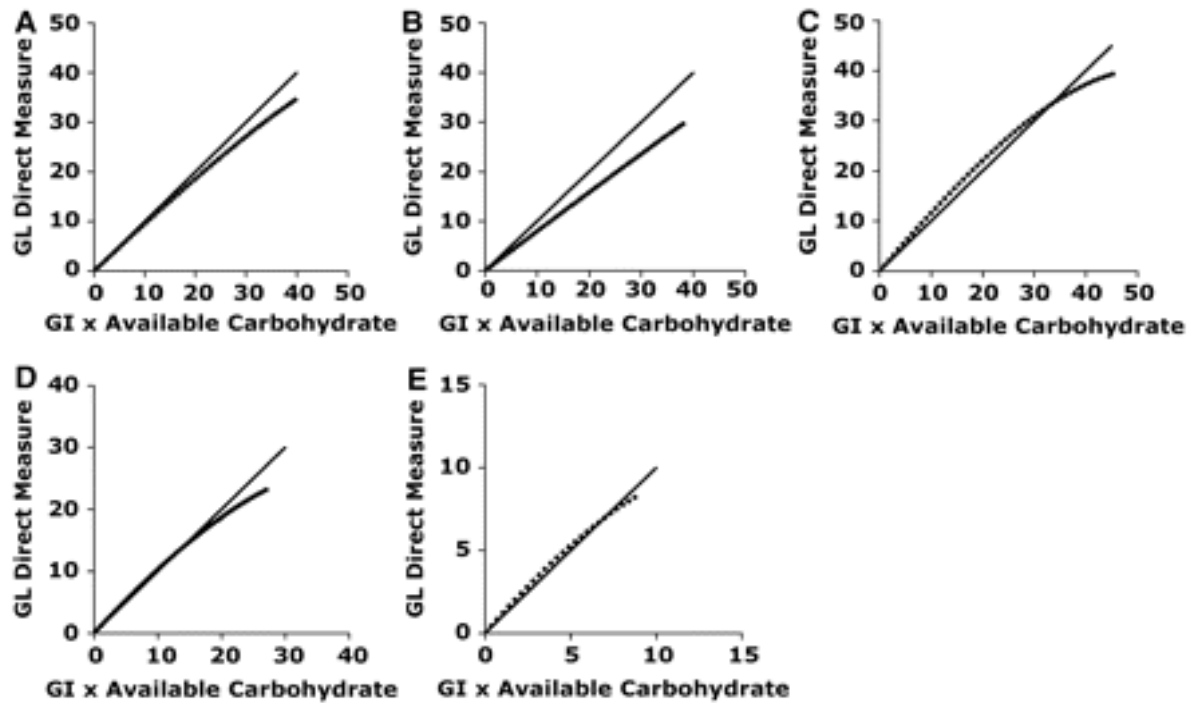 A
50
40
30
20
10
0
GL Direct Measure
0 10 20 30 40 50
GI x Available Carbohydrate
B
50
40
30
20
10
0
GL Direct Measure
0 10 20 30 40 50
GI x Available Carbohydrate
C
50
40
30
20
10
0
GL Direct Measure
0 10 20 30 40 50
GI x Available Carbohydrate
D
40
30
20
10
0
GL Direct Measure
0 10 20 30 40
GI x Available Carbohydrate
E
15
10
5
0
GL Direct Measure
0 5 10 15
GI x Available Carbohydrate